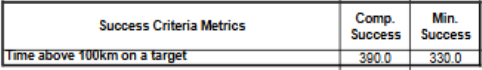 Success Criteria Metrics Comp. Success Min. Success
Time above 100km on a target 390.0 330.0